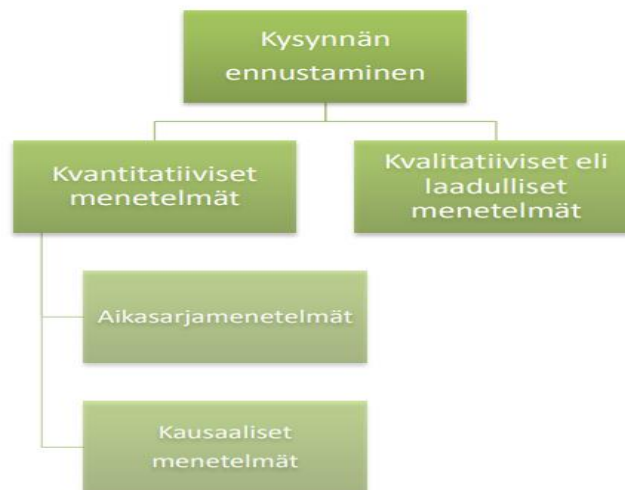 Kysynnän
ennustaminen
Kvantitatiiviset
menetelmät
Kvalitatiiviset eli
laadulliset
menetelmät
Aikasarjamenetelmät
Kausaaliset
menetelmät